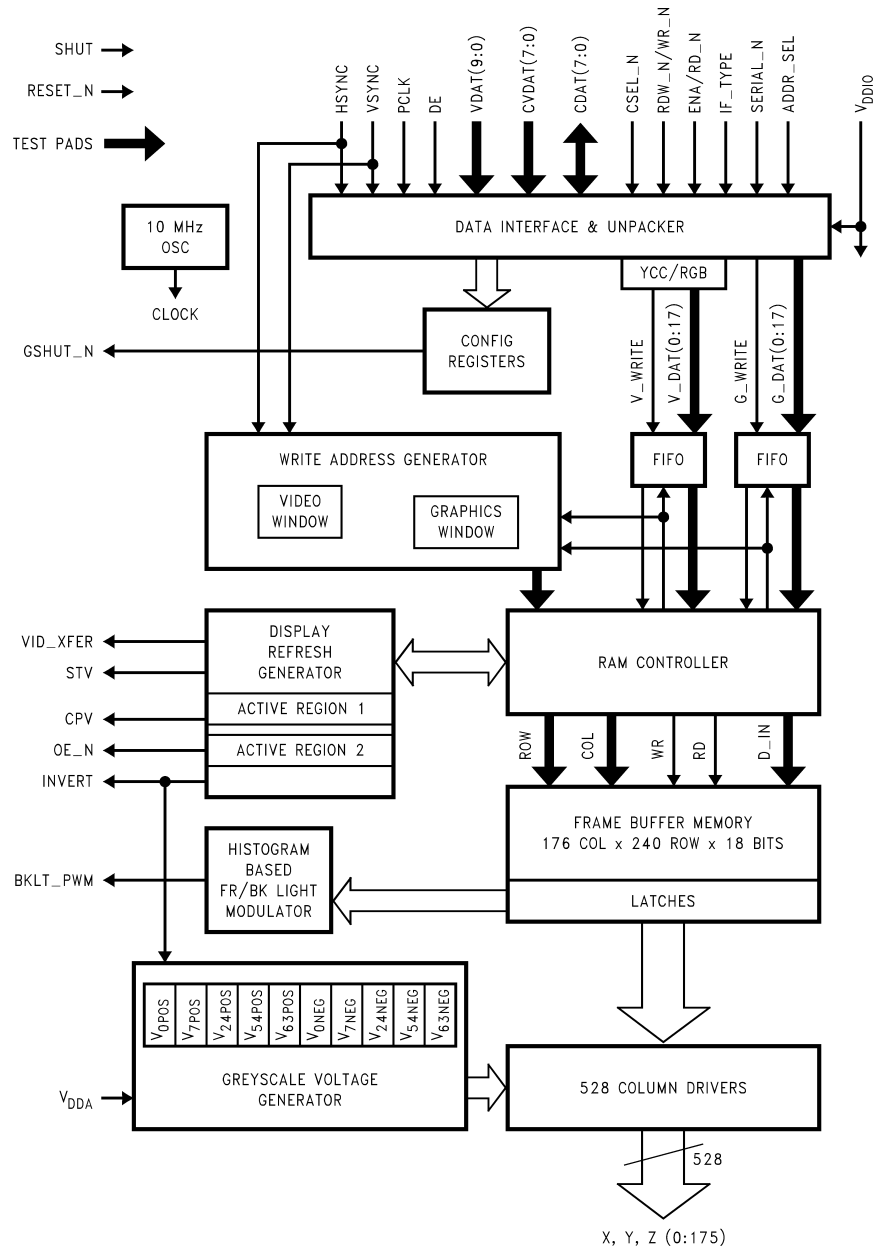 SHUT
RESET_N
TEST PADS
HSYNC
VSYNC
PCLK
DE
VDAT(9:0)
CVDAT(7:0)
CDAT(7:0)
CSEL_N
RDW_N/WR_N
ENA/RD_N
IF_TYPE
SERIAL_N
ADDR_SEL
VDDIO
DATA INTERFACE & UNPACKER
10 MHz
OSC
CLOCK
YCC/RGB
CONFIG
REGISTERS
GSHUT_N
V_WRITE
V_DAT(0:17)
G_WRITE
G_DAT(0:17)
WRITE ADDRESS GENERATOR
VIDEO
WINDOW
GRAPHICS
WINDOW
FIFO
FIFO
VID_XFER
STV
CPV
OE_N
INVERT
DISPLAY
REFRESH
GENERATOR
ACTIVE REGION 1
ACTIVE REGION 2
RAM CONTROLLER
ROW
COL
WR
RD
D_IN
FRAME BUFFER MEMORY
176 COL x 240 ROW x 18 BITS
LATCHES
BKLT_PWM
HISTOGRAM
BASED
FR/BK LIGHT
MODULATOR
V0POS
V7POS
V24POS
V54POS
V63POS
V0NEG
V7NEG
V24NEG
V54NEG
V63NEG
GREYSCALE VOLTAGE
GENERATOR
VDDA
528 COLUMN DRIVERS
528
X, Y, Z (0:175)